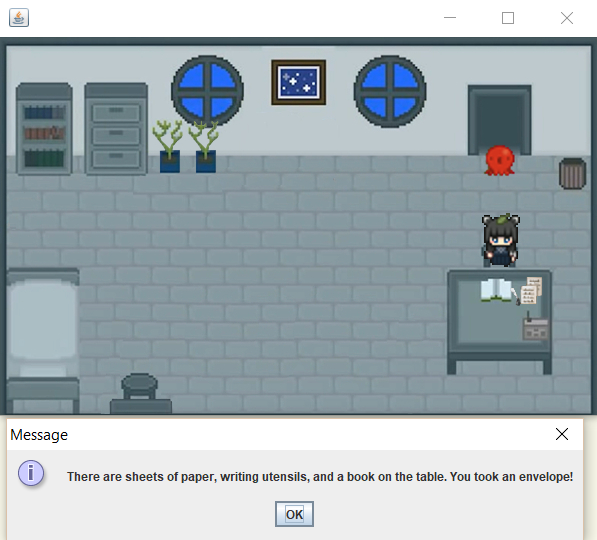 Message
There are sheets of paper, writing utensils, and a book on the table. You took an envelope!
OK